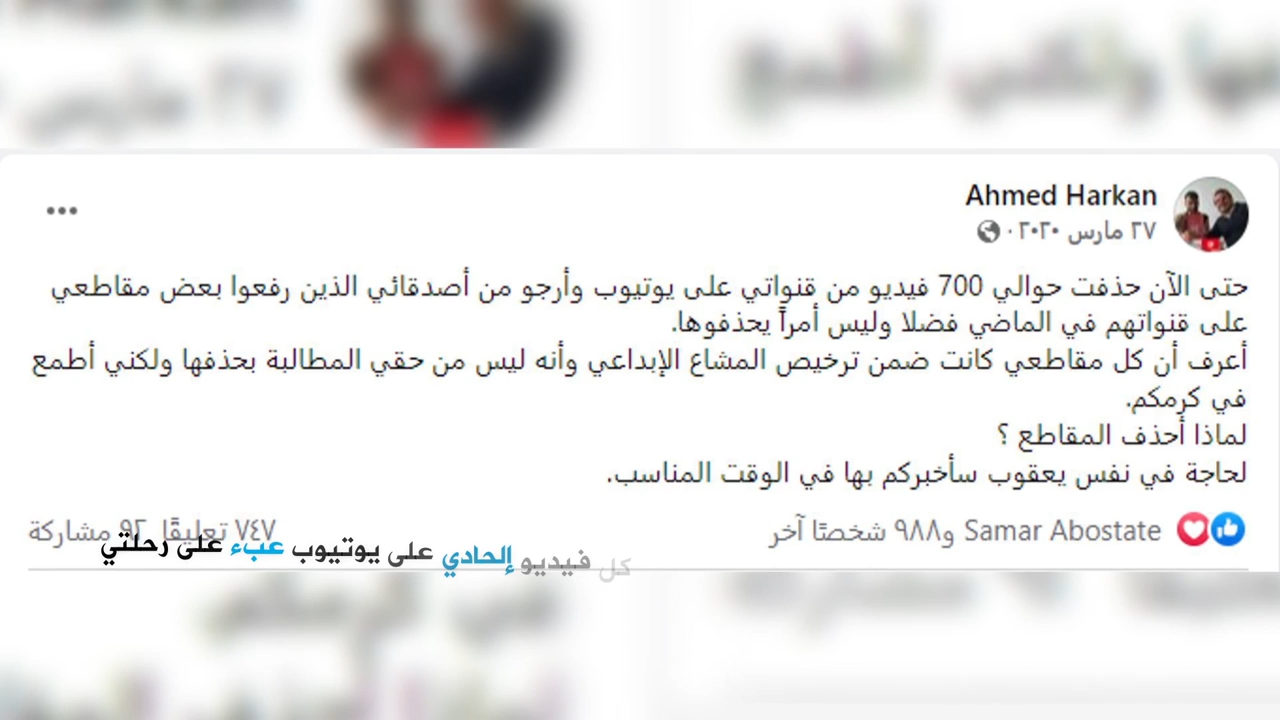 Ahmed Harkan
٢٧ مارس ٢٠٢٠ ·
حتى الآن حذفت حوالي 700 فيديو من قنواتي على يوتيوب وأرجو من أصدقائي الذين رفعوا بعض مقاطعي
على قنواتهم في الماضي فضلا وليس أمراً يحذفوها.
أعرف أن كل مقاطعي كانت ضمن ترخيص المشاع الإبداعي وأنه ليس من حقي المطالبة بحذفها ولكني أطمع
في كرمكم.
لماذا أحذف المقاطع ؟
لحاجة في نفس يعقوب سأخبركم بها في الوقت المناسب.
Samar Abostate و٩٨٨ شخصًا آخر
٧٤٧ تعليقًا ٩٢ مشاركة
كل فيديو إلحادي على يوتيوب عبء على رحلتي